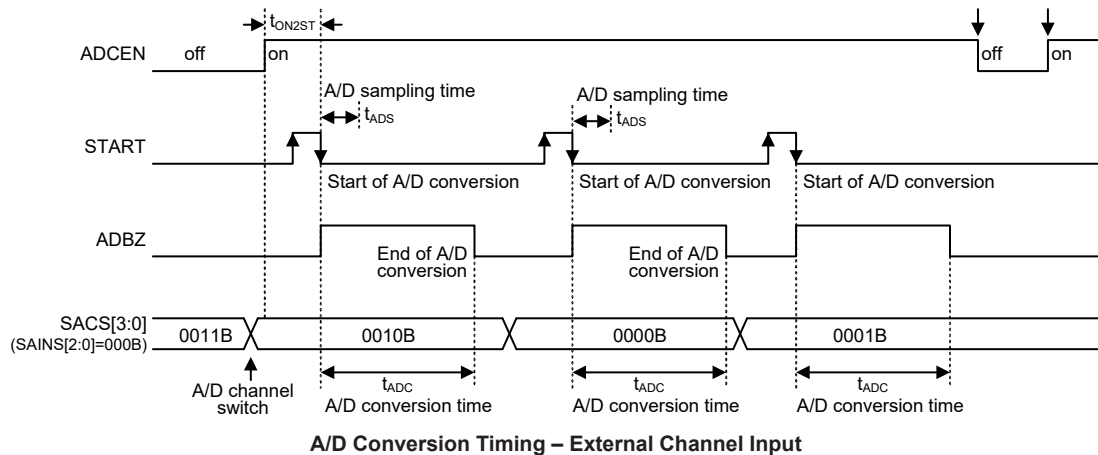 tON2ST
ADCEN off on off on
A/D sampling time
tADS
A/D sampling time
tADS
START
Start of A/D conversion Start of A/D conversion Start of A/D conversion
ADBZ
End of A/D
conversion
End of A/D
conversion
SACS[3:0]
(SAINS[2:0]=000B)
0011B 0010B 0000B 0001B
A/D channel
switch
tADC
A/D conversion time
tADC
A/D conversion time
tADC
A/D conversion time
A/D Conversion Timing – External Channel Input